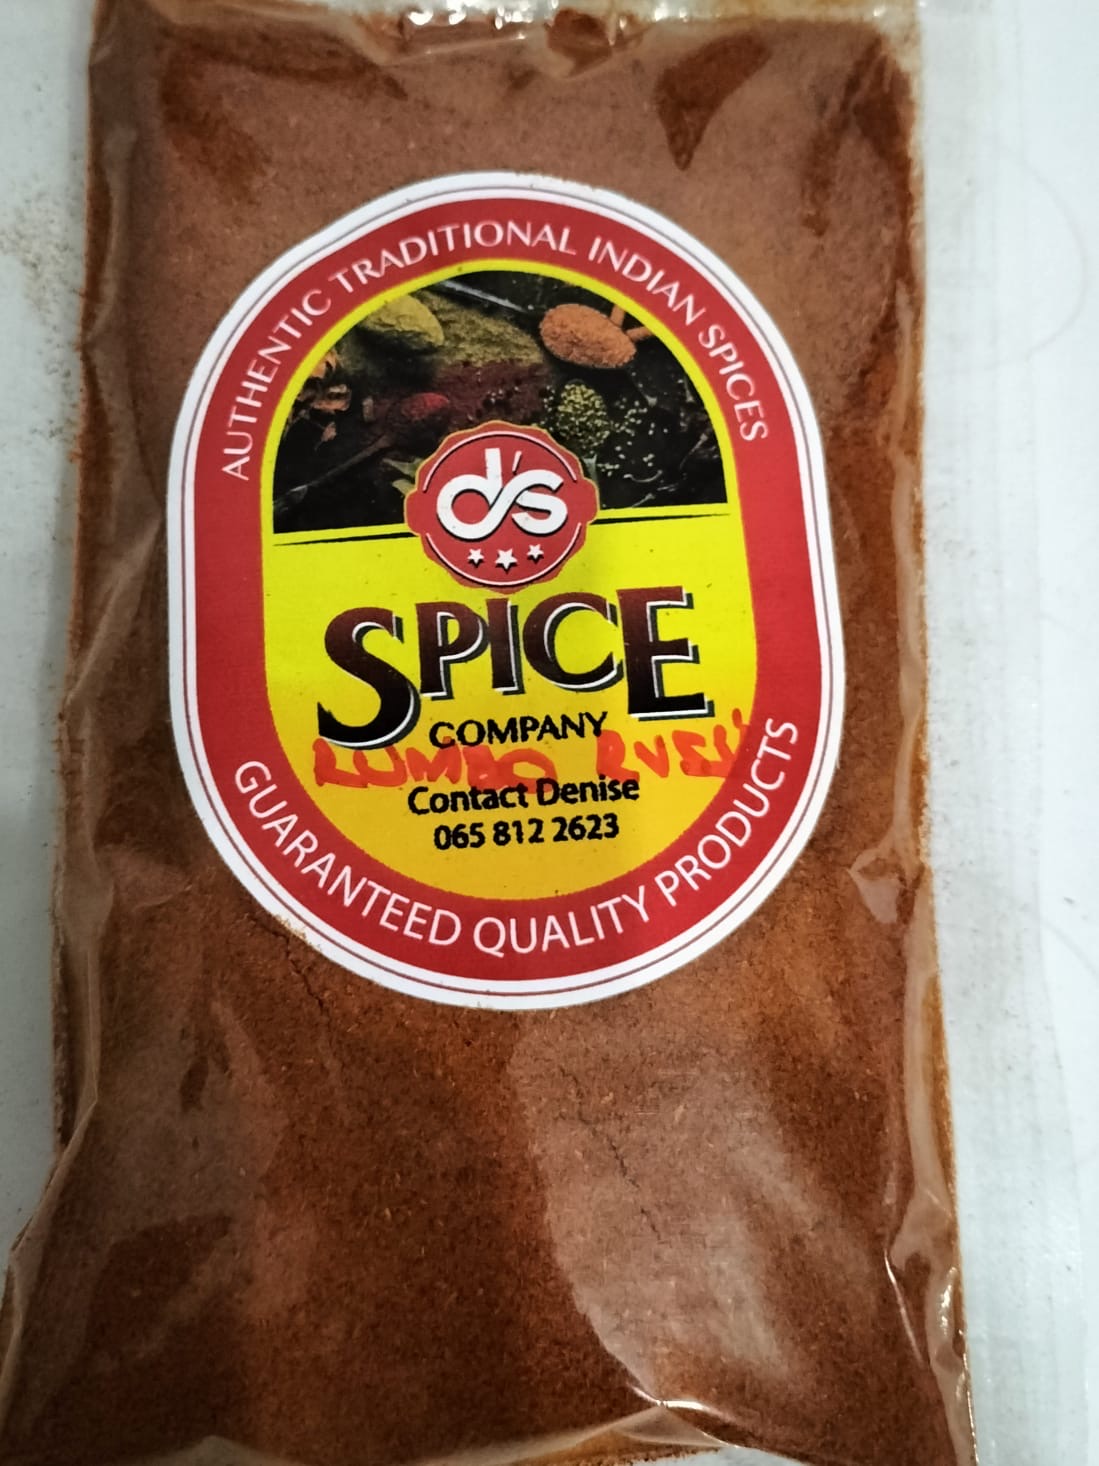 AUTHENTIC TRADITIONAL INDIAN SPICES
d's
SPICE
COMPANY
Contact Denise
065 812 2623
GUARANTEED QUALITY PRODUCTS